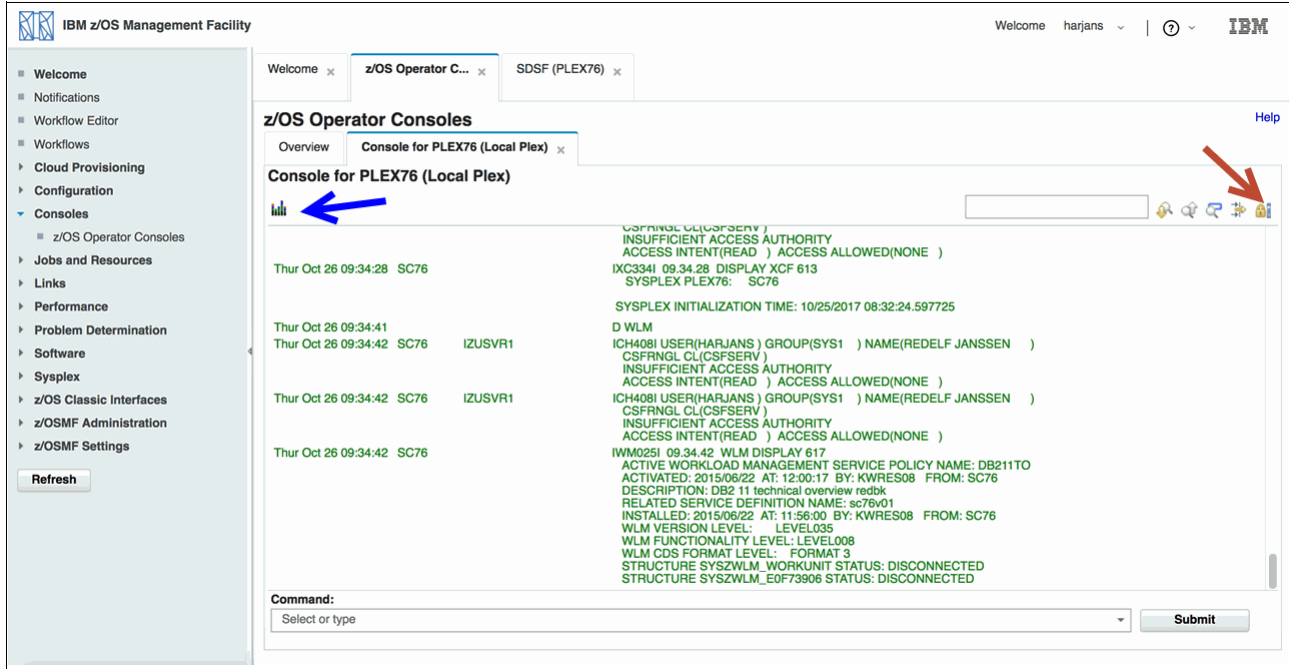 IBM z/OS Management Facility
Welcome harjans
IBM
Welcome
Notifications
Workflow Editor
Workflows
Cloud Provisioning
Configuration
Consoles
z/OS Operator Consoles
Jobs and Resources
Links
Performance
Problem Determination
Software
Sysplex
z/OS Classic Interfaces
z/OSMF Administration
z/OSMF Settings
Refresh
Welcome
z/OS Operator C...
SDSF (PLEX76)
z/OS Operator Consoles
Help
Overview
Console for PLEX76 (Local Plex)
Console for PLEX76 (Local Plex)
CSFRNGL CL(CSFSERV )
INSUFFICIENT ACCESS AUTHORITY
ACCESS INTENT(READ ) ACCESS ALLOWED(NONE )
Thur Oct 26 09:34:28 SC76 IXC334I 09.34.28 DISPLAY XCF 613
SYSPLEX PLEX76: SC76
SYSPLEX INITIALIZATION TIME: 10/25/2017 08:32:24.597725
Thur Oct 26 09:34:41 D WLM
Thur Oct 26 09:34:42 SC76 IZUSVR1 ICH408I USER(HARJANS ) GROUP(SYS1 ) NAME(REDELF JANSSEN )
CSFRNGL CL(CSFSERV )
INSUFFICIENT ACCESS AUTHORITY
ACCESS INTENT(READ ) ACCESS ALLOWED(NONE )
Thur Oct 26 09:34:42 SC76 IZUSVR1 ICH408I USER(HARJANS ) GROUP(SYS1 ) NAME(REDELF JANSSEN )
CSFRNGL CL(CSFSERV )
INSUFFICIENT ACCESS AUTHORITY
ACCESS INTENT(READ ) ACCESS ALLOWED(NONE )
Thur Oct 26 09:34:42 SC76 IWM025I 09.34.42 WLM DISPLAY 617
ACTIVE WORKLOAD MANAGEMENT SERVICE POLICY NAME: DB211TO
ACTIVATED: 2015/06/22 AT: 12:00:17 BY: KWRES08 FROM: SC76
DESCRIPTION: DB2 11 technical overview redbk
RELATED SERVICE DEFINITION NAME: sc76v01
INSTALLED: 2015/06/22 AT: 11:56:00 BY: KWRES08 FROM: SC76
WLM VERSION LEVEL: LEVEL035
WLM FUNCTIONALITY LEVEL: LEVEL008
WLM CDS FORMAT LEVEL: FORMAT 3
STRUCTURE SYSZWLM_WORKUNIT STATUS: DISCONNECTED
STRUCTURE SYSZWLM_E0F73906 STATUS: DISCONNECTED
Command:
Select or type
Submit